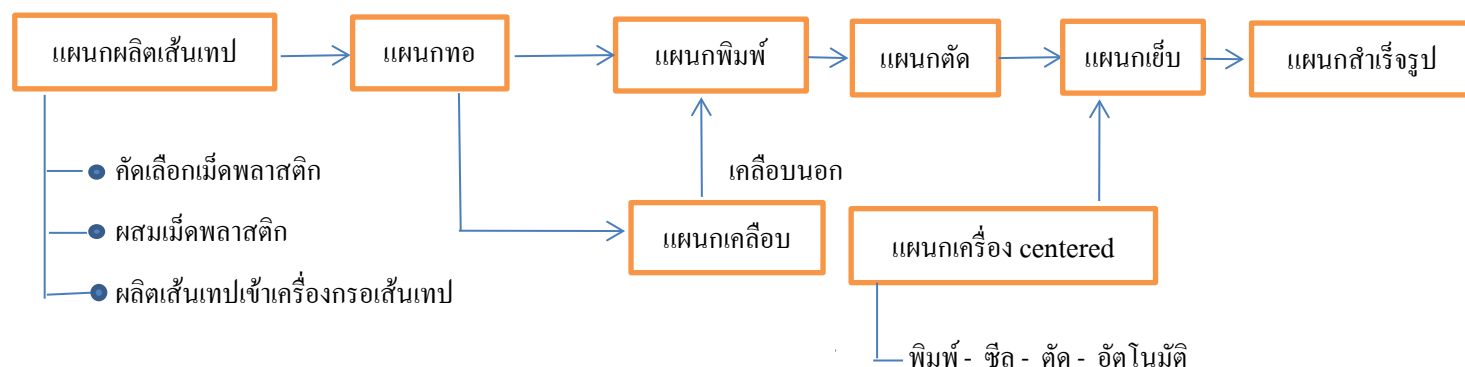 แผนกผลิตเส้นเทป
แผนกทอ
แผนกพิมพ์
แผนกตัด
แผนกเย็บ
แผนกสำเร็จรูป
คัดเลือกเม็ดพลาสติก
ผสมเม็ดพลาสติก
ผลิตเส้นเทปเข้าเครื่องกรอเส้นเทป
เคลือบนอก
แผนกเคลือบ
แผนกเครื่อง centered
พิมพ์ - ซีล - ตัด - อัตโนมัติ